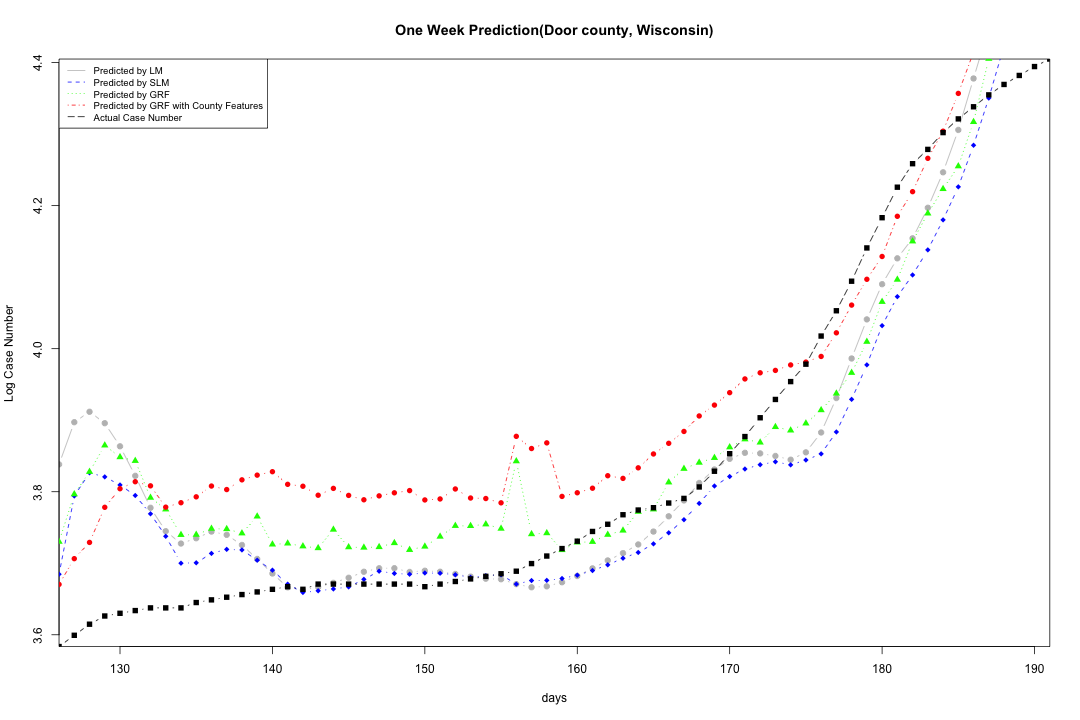 One Week Prediction(Door county, Wisconsin)
Predicted by LM
Predicted by SLM
Predicted by GRF
Predicted by GRF with County Features
Actual Case Number
4.4
4.2
4.0
3.8
3.6
Log Case Number
130 140 150 160 170 180 190
days